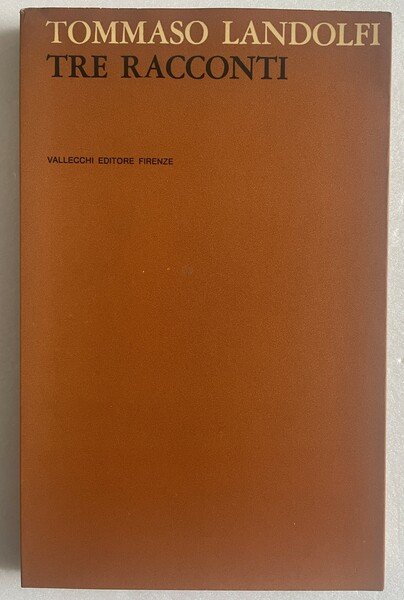 TOMMASO LANDOLFI
TRE RACCONTI
VALLECCHI EDITORE FIRENZE